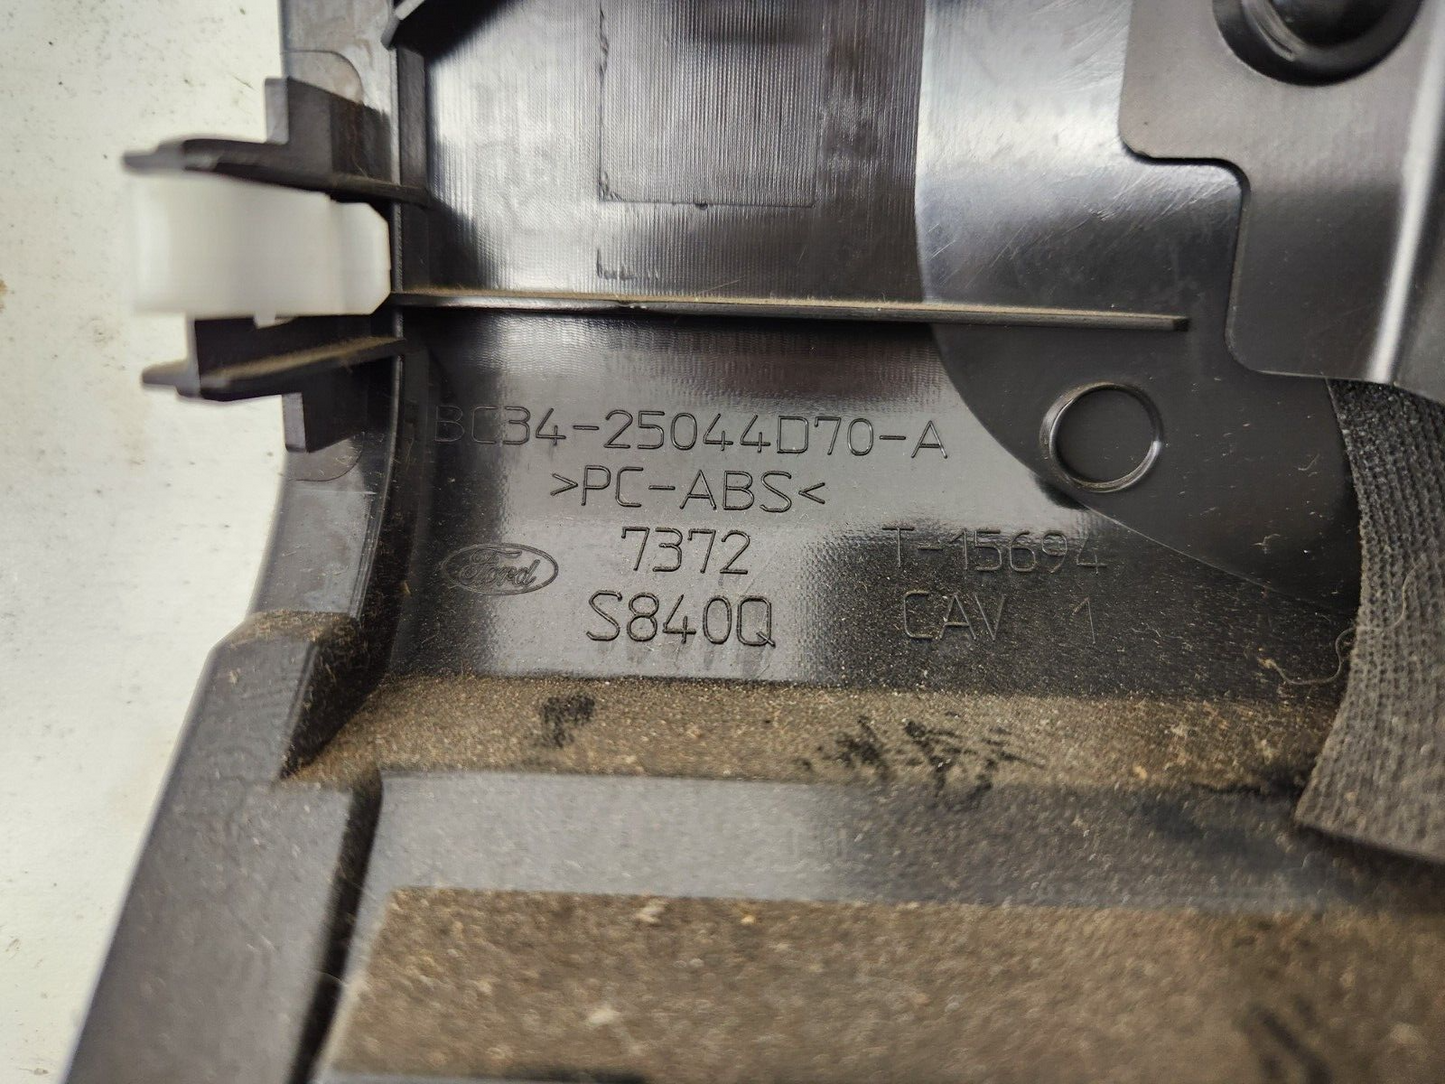 BC34-25044D70-A
>PC-ABS<
Ford 7372 T-15694
S840Q CAV 1